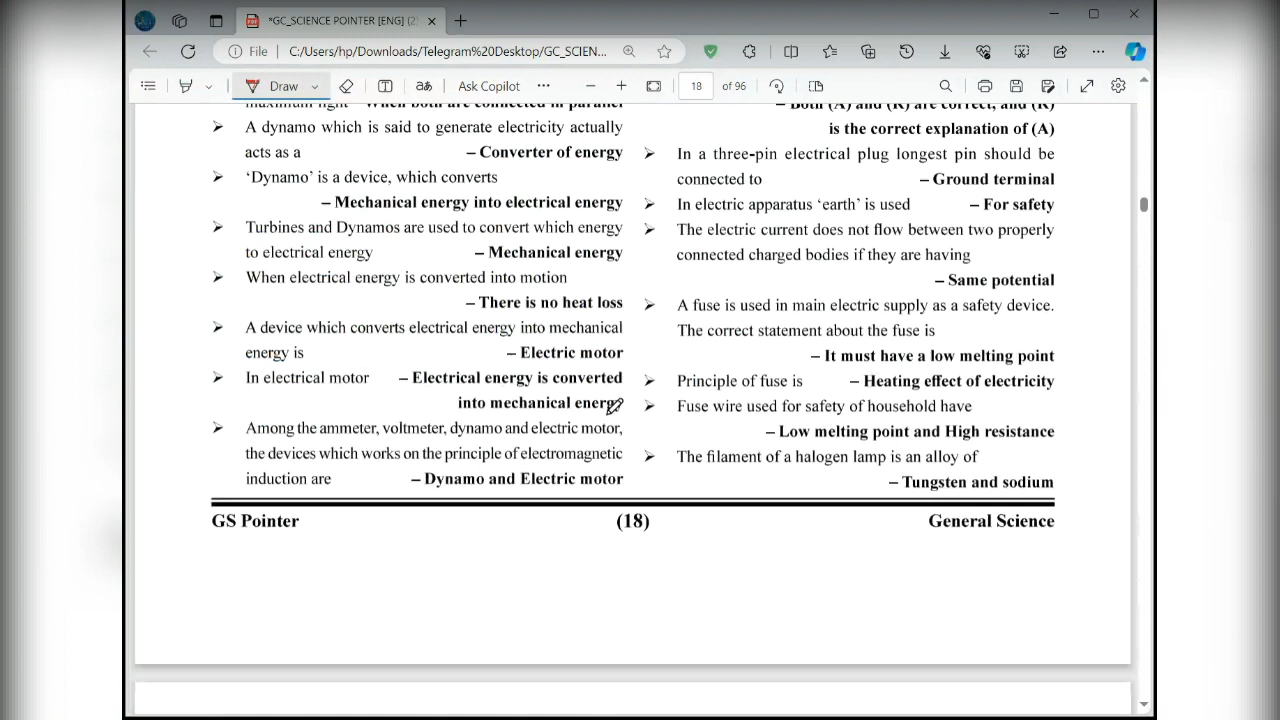 *GC_SCIENCE POINTER [ENG] (2)
File C:/Users/hp/Downloads/Telegram%20Desktop/GC_SCIEN...
Draw Ask Copilot 18 of 96
maximum light – When both are connected in parallel
A dynamo which is said to generate electricity actually
acts as a – Converter of energy
‘Dynamo’ is a device, which converts
– Mechanical energy into electrical energy
Turbines and Dynamos are used to convert which energy
to electrical energy – Mechanical energy
When electrical energy is converted into motion
– There is no heat loss
A device which converts electrical energy into mechanical
energy is – Electric motor
In electrical motor – Electrical energy is converted
into mechanical energy
Among the ammeter, voltmeter, dynamo and electric motor,
the devices which works on the principle of electromagnetic
induction are – Dynamo and Electric motor
– Both (A) and (R) are correct, and (R)
is the correct explanation of (A)
In a three-pin electrical plug longest pin should be
connected to – Ground terminal
In electric apparatus ‘earth’ is used – For safety
The electric current does not flow between two properly
connected charged bodies if they are having
– Same potential
A fuse is used in main electric supply as a safety device.
The correct statement about the fuse is
– It must have a low melting point
Principle of fuse is – Heating effect of electricity
Fuse wire used for safety of household have
– Low melting point and High resistance
The filament of a halogen lamp is an alloy of
– Tungsten and sodium
GS Pointer (18) General Science